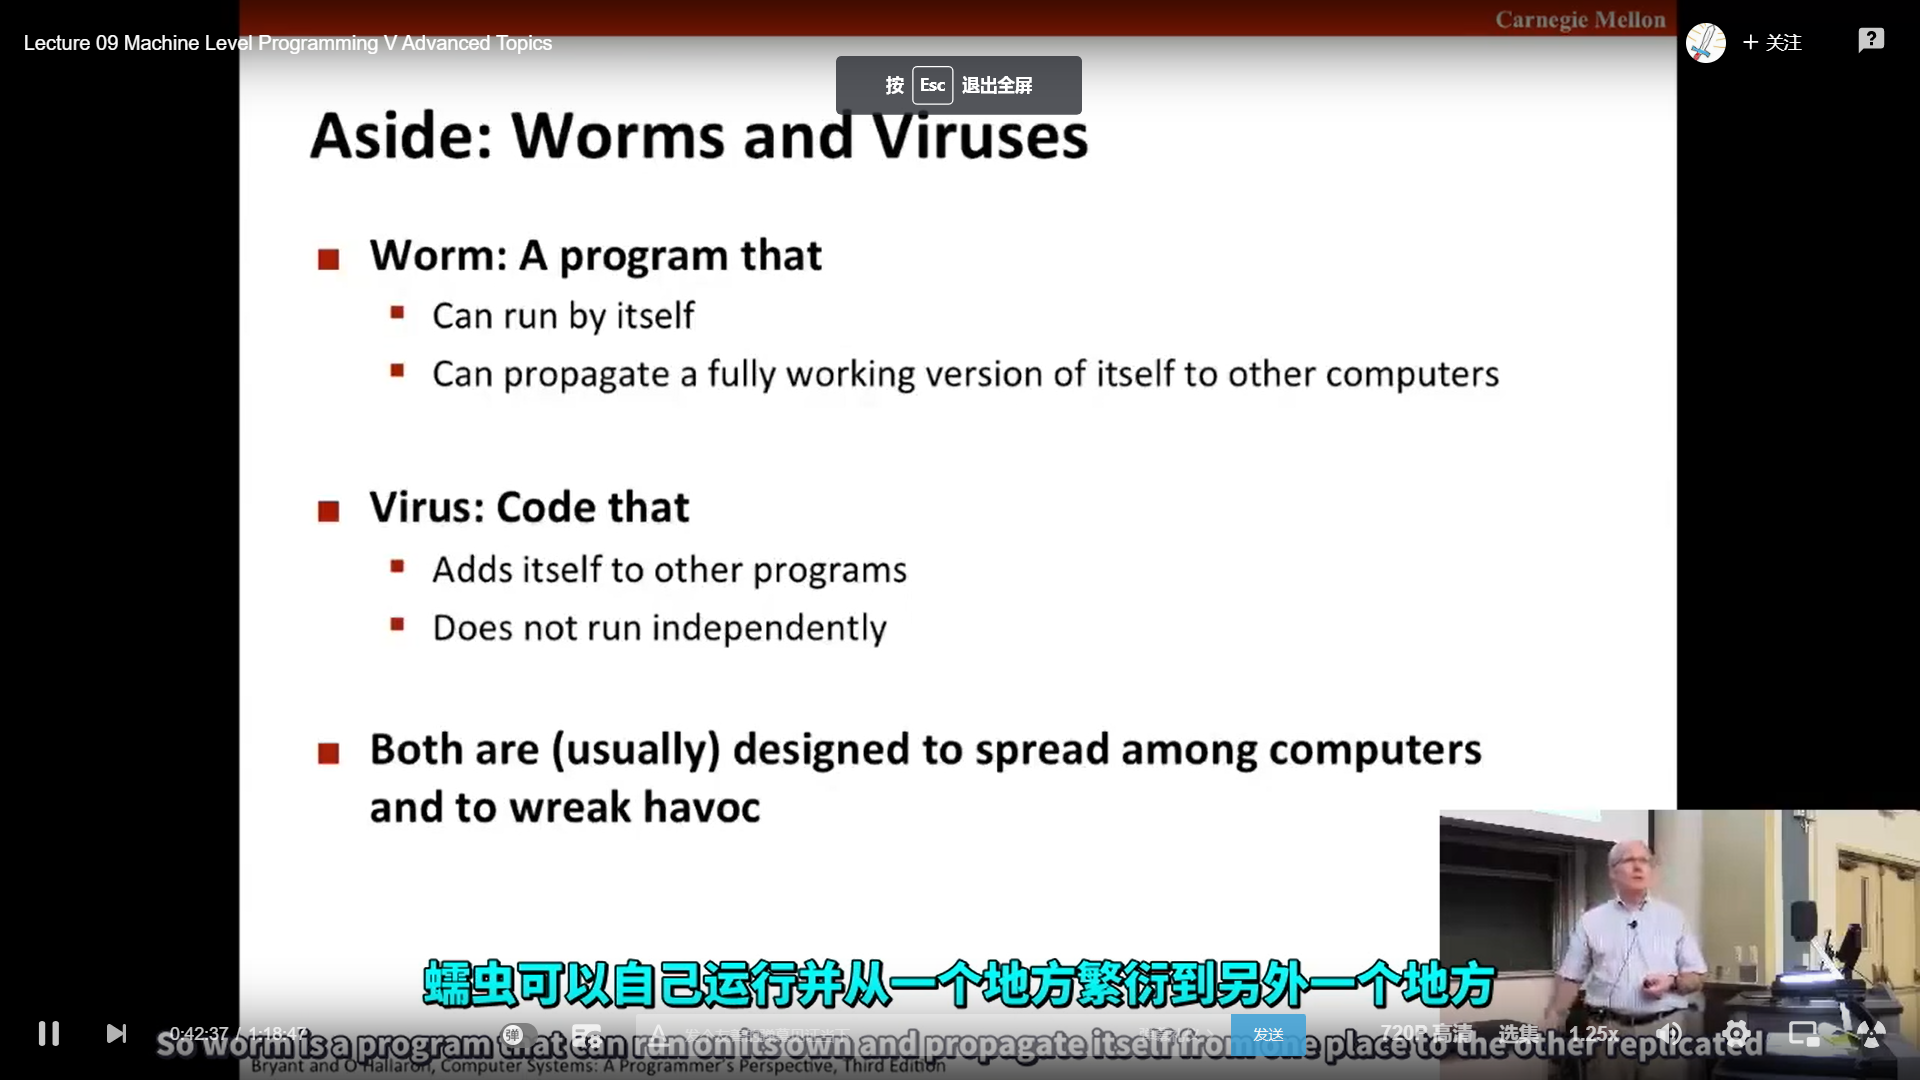 Carnegie Mellon
Lecture 09 Machine Level Programming V Advanced Topics
+ 关注
按 Esc 退出全屏
Aside: Worms and Viruses
Worm: A program that
Can run by itself
Can propagate a fully working version of itself to other computers
Virus: Code that
Adds itself to other programs
Does not run independently
Both are (usually) designed to spread among computers
and to wreak havoc
蠕虫可以自己运行并从一个地方繁衍到另外一个地方
0:42:37 / 1:18:47
弹
发送
720P 高清
选集
1.25x
So worm is a program that can run on its own and propagate itself from one place to the other replicated
Bryant and O'Hallaron, Computer Systems: A Programmer's Perspective, Third Edition